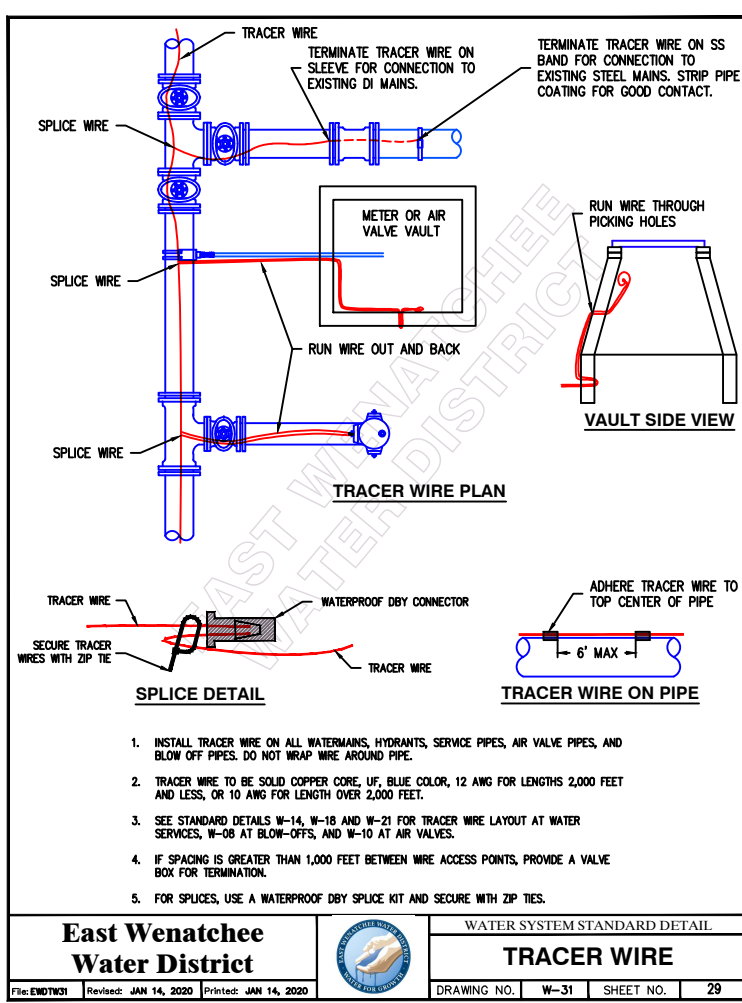 TRACER WIRE
TERMINATE TRACER WIRE ON
SLEEVE FOR CONNECTION TO
EXISTING DI MAINS.
TERMINATE TRACER WIRE ON SS
BAND FOR CONNECTION TO
EXISTING STEEL MAINS. STRIP PIPE
COATING FOR GOOD CONTACT.
SPLICE WIRE
METER OR AIR
VALVE VAULT
RUN WIRE THROUGH
PICKING HOLES
SPLICE WIRE
RUN WIRE OUT AND BACK
VAULT SIDE VIEW
SPLICE WIRE
TRACER WIRE PLAN
EAST WENATCHEE
WATER DISTRICT
TRACER WIRE
WATERPROOF DBY CONNECTOR
SECURE TRACER
WIRES WITH ZIP TIE
TRACER WIRE
SPLICE DETAIL
ADHERE TRACER WIRE TO
TOP CENTER OF PIPE
6' MAX
TRACER WIRE ON PIPE
1. INSTALL TRACER WIRE ON ALL WATERMAINS, HYDRANTS, SERVICE PIPES, AIR VALVE PIPES, AND
BLOW OFF PIPES. DO NOT WRAP WIRE AROUND PIPE.
2. TRACER WIRE TO BE SOLID COPPER CORE, UF, BLUE COLOR, 12 AWG FOR LENGTHS 2,000 FEET
AND LESS, OR 10 AWG FOR LENGTH OVER 2,000 FEET.
3. SEE STANDARD DETAILS W-14, W-18 AND W-21 FOR TRACER WIRE LAYOUT AT WATER
SERVICES, W-08 AT BLOW-OFFS, AND W-10 AT AIR VALVES.
4. IF SPACING IS GREATER THAN 1,000 FEET BETWEEN WIRE ACCESS POINTS, PROVIDE A VALVE
BOX FOR TERMINATION.
5. FOR SPLICES, USE A WATERPROOF DBY SPLICE KIT AND SECURE WITH ZIP TIES.
East Wenatchee
Water District
EAST WENATCHEE WATER DISTRICT
WATER FOR GROWTH
WATER SYSTEM STANDARD DETAIL
TRACER WIRE
File: EWDTW31 Revised: JAN 14, 2020 Printed: JAN 14, 2020
DRAWING NO. W-31 SHEET NO. 29